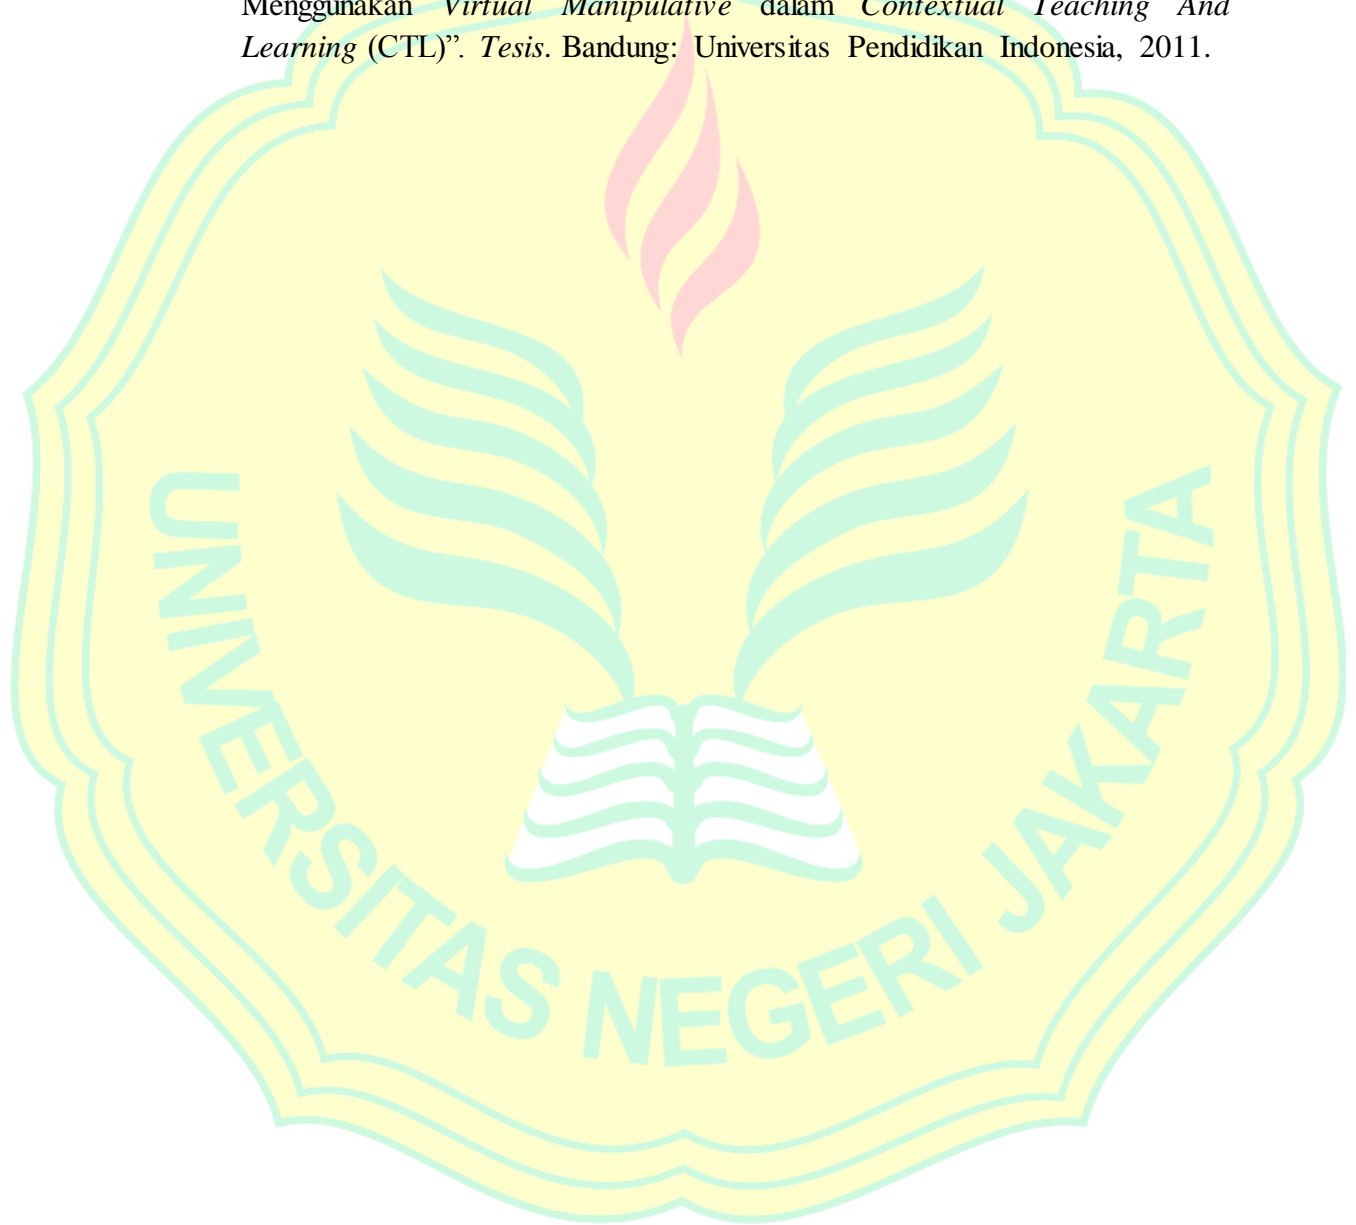 Menggunakan Virtual Manipulative dalam Contextual Teaching And
Learning (CTL)”. Tesis. Bandung: Universitas Pendidikan Indonesia, 2011.
UNIVERSITAS NEGERI JAKARTA